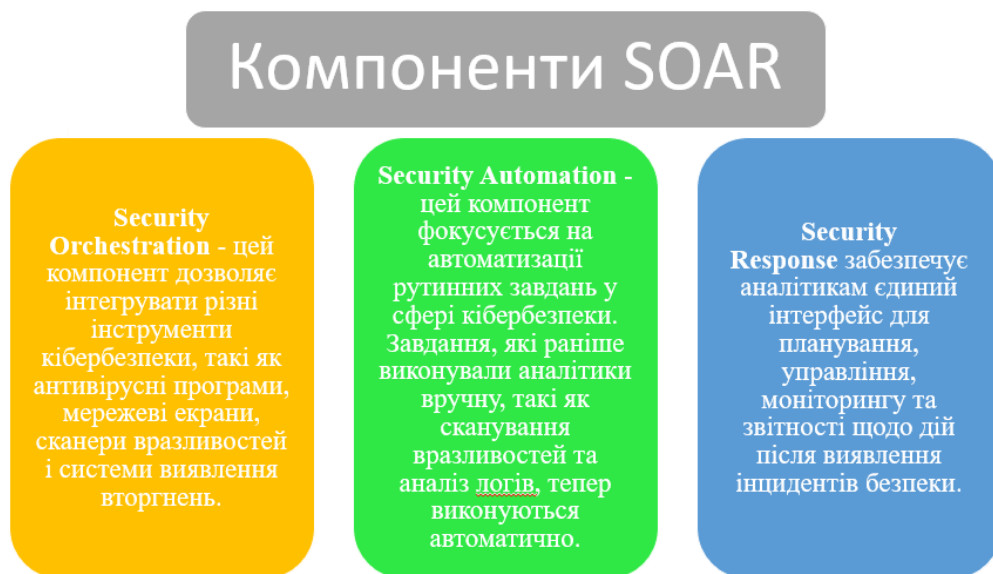 Компоненти SOAR
Security
Orchestration - цей
компонент дозволяє
інтегрувати різні
інструменти
кібербезпеки, такі як
антивірусні програми,
мережеві екрани,
сканери вразливостей
і системи виявлення
вторгнень.
Security Automation -
цей компонент
фокусується на
автоматизації
рутинних завдань у
сфері кібербезпеки.
Завдання, які раніше
виконували аналітики
вручну, такі як
сканування
вразливостей та
аналіз логів, тепер
виконуються
автоматично.
Security
Response забезпечує
аналітикам єдиний
інтерфейс для
планування,
управління,
моніторингу та
звітності щодо дій
після виявлення
інцидентів безпеки.